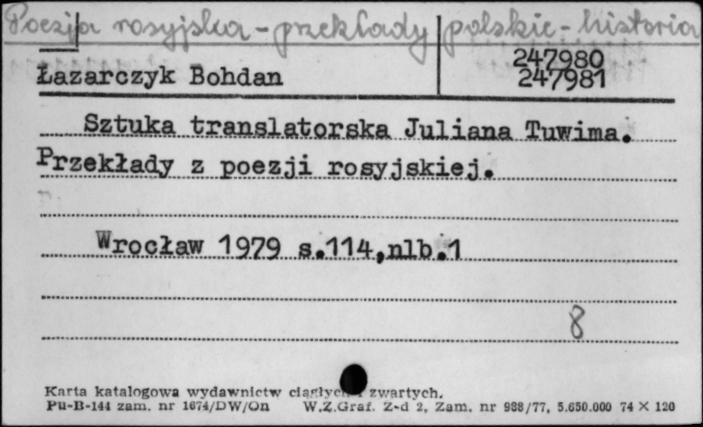 Poezja rosyjska - przekłady polskie - historia
247980
Łazarczyk Bohdan 247981
Sztuka translatorska Juliana Tuwima.
Przekłady z poezji rosyjskiej.
Wrocław 1979 s.114,nlb.1
8
Karta katalogowa wydawnictw ciągłych i zwartych.
Pu-B-144 zam. nr 1674/DW/On W.Z.Graf. Z-d 2, Zam. nr 988/77, 5.650.000 74 X 120